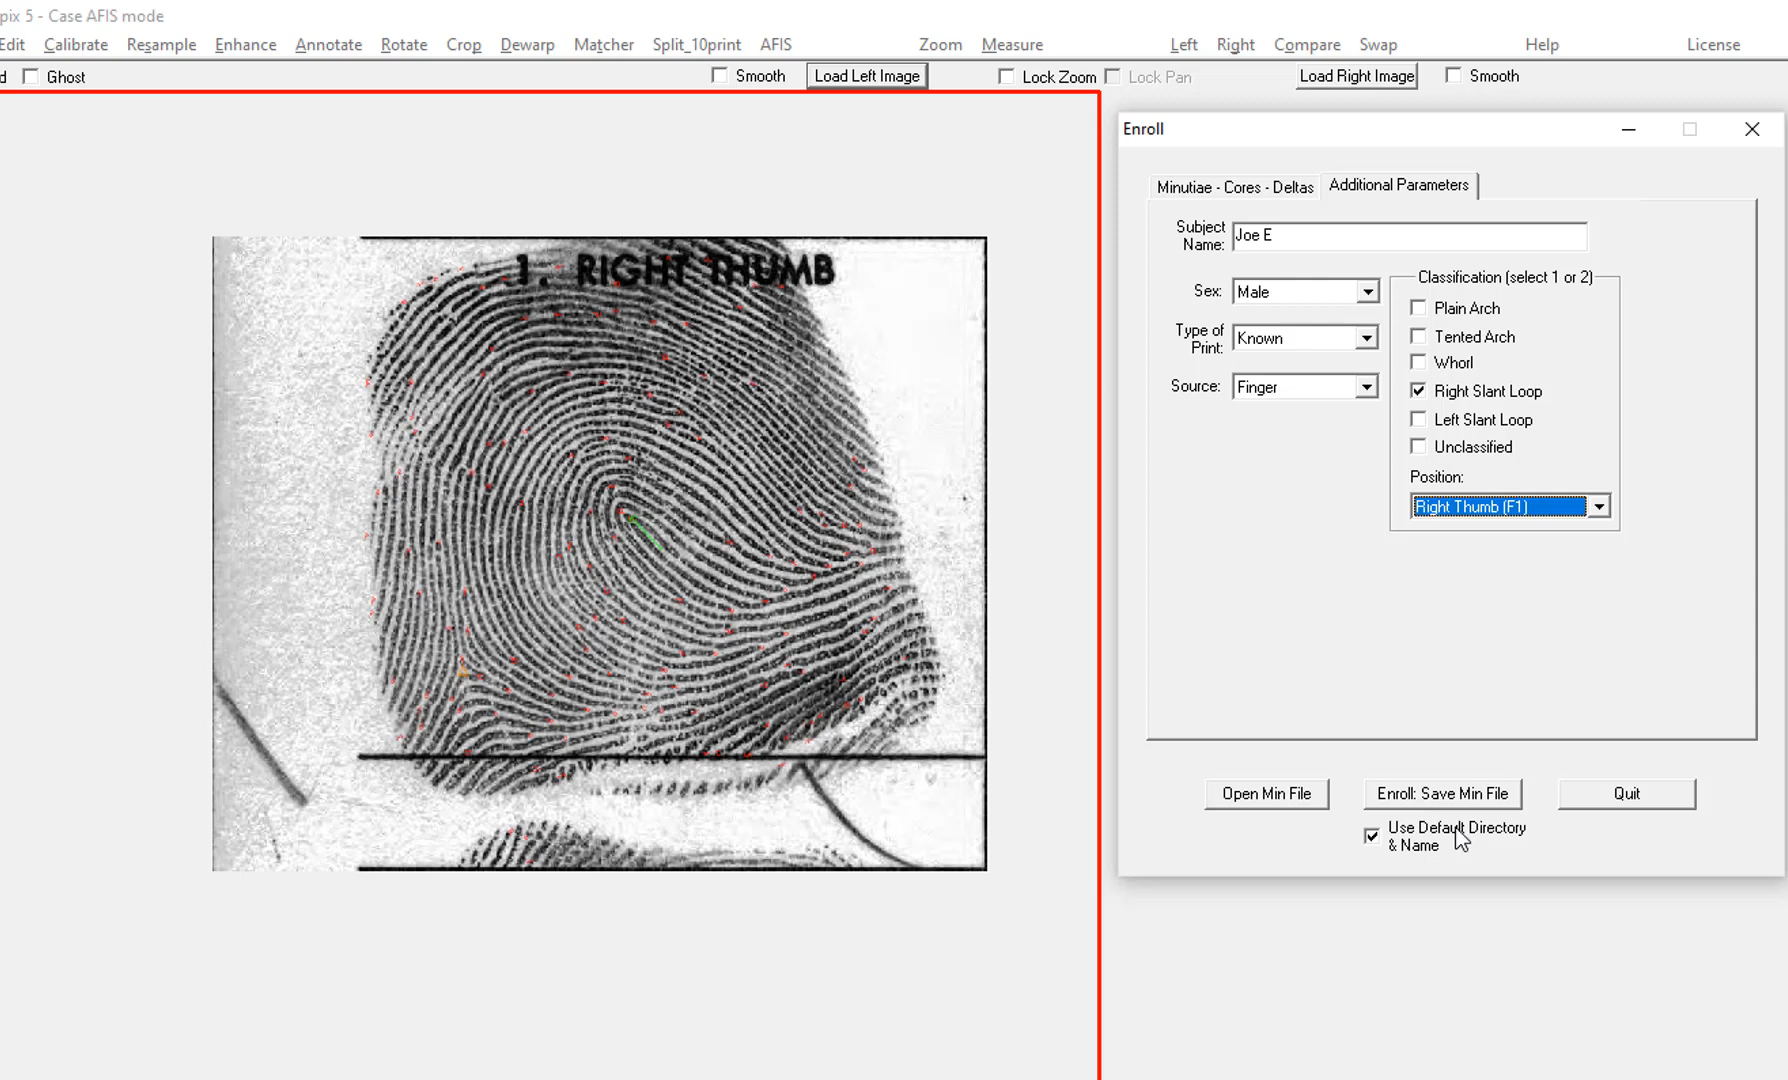 pix 5 - Case AFIS mode
Edit Calibrate Resample Enhance Annotate Rotate Crop Dewarp Matcher Split_10print AFIS Zoom Measure Left Right Compare Swap Help License
d Ghost Smooth Load Left Image Lock Zoom Lock Pan Load Right Image Smooth
Enroll
Minutiae - Cores - Deltas Additional Parameters
Subject Name: Joe E
Sex: Male
Type of Print: Known
Source: Finger
Classification (select 1 or 2)
Plain Arch
Tented Arch
Whorl
Right Slant Loop
Left Slant Loop
Unclassified
Position:
Right Thumb (F1)
Open Min File Enroll: Save Min File Quit
Use Default Directory
& Name
1. RIGHT THUMB